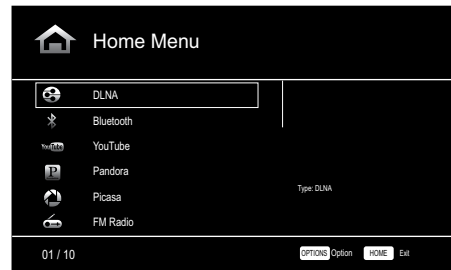 Home Menu
DLNA
Bluetooth
YouTube
YouTube
P
Pandora
Picasa
Type: DLNA
FM Radio
01 / 10
OPTIONS Option HOME Exit